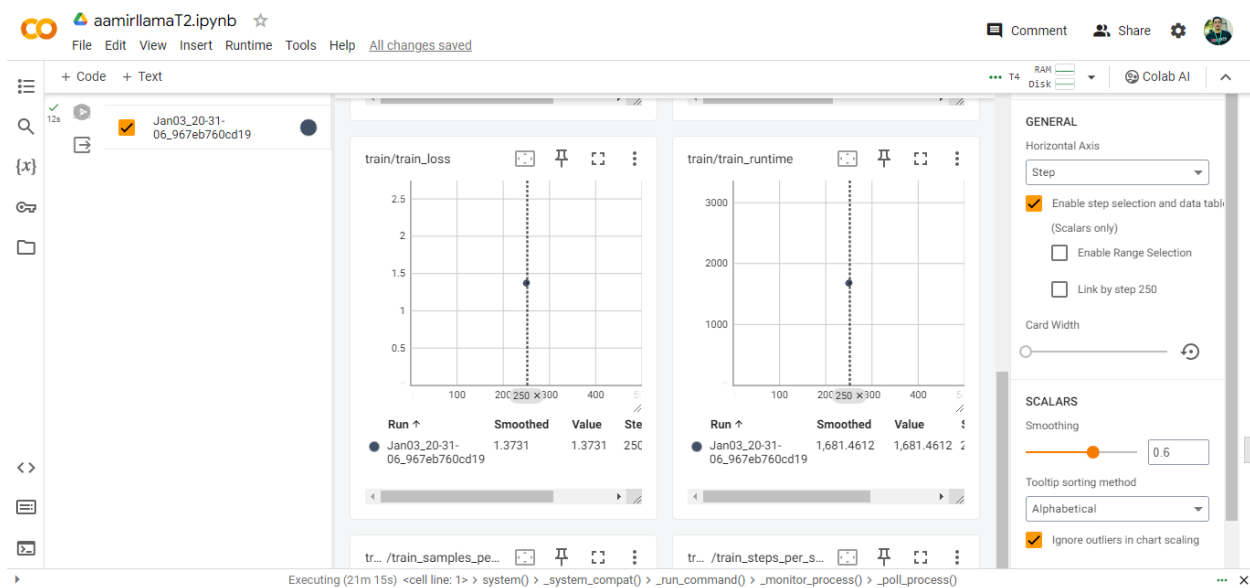 aamirllamaT2.ipynb
File Edit View Insert Runtime Tools Help All changes saved
Comment Share
+ Code + Text
T4 RAM Disk Colab AI
12s
Jan03_20-31-
06_967eb760cd19
train/train_loss
2.5
2
1.5
1
0.5
100 200 250 × 300 400
Run ↑ Smoothed Value Ste
Jan03_20-31- 1.3731 1.3731 250
06_967eb760cd19
train/train_runtime
3000
2000
1000
100 200 250 × 300 400
Run ↑ Smoothed Value
Jan03_20-31- 1,681.4612 1,681.4612 2
06_967eb760cd19
tr... /train_samples_pe...
tr... /train_steps_per_s...
GENERAL
Horizontal Axis
Step
Enable step selection and data table
(Scalars only)
Enable Range Selection
Link by step 250
Card Width
SCALARS
Smoothing
0.6
Tooltip sorting method
Alphabetical
Ignore outliers in chart scaling
{x}
Executing (21m 15s) <cell line: 1> > system() > _system_compat() > _run_command() > _monitor_process() > _poll_process()